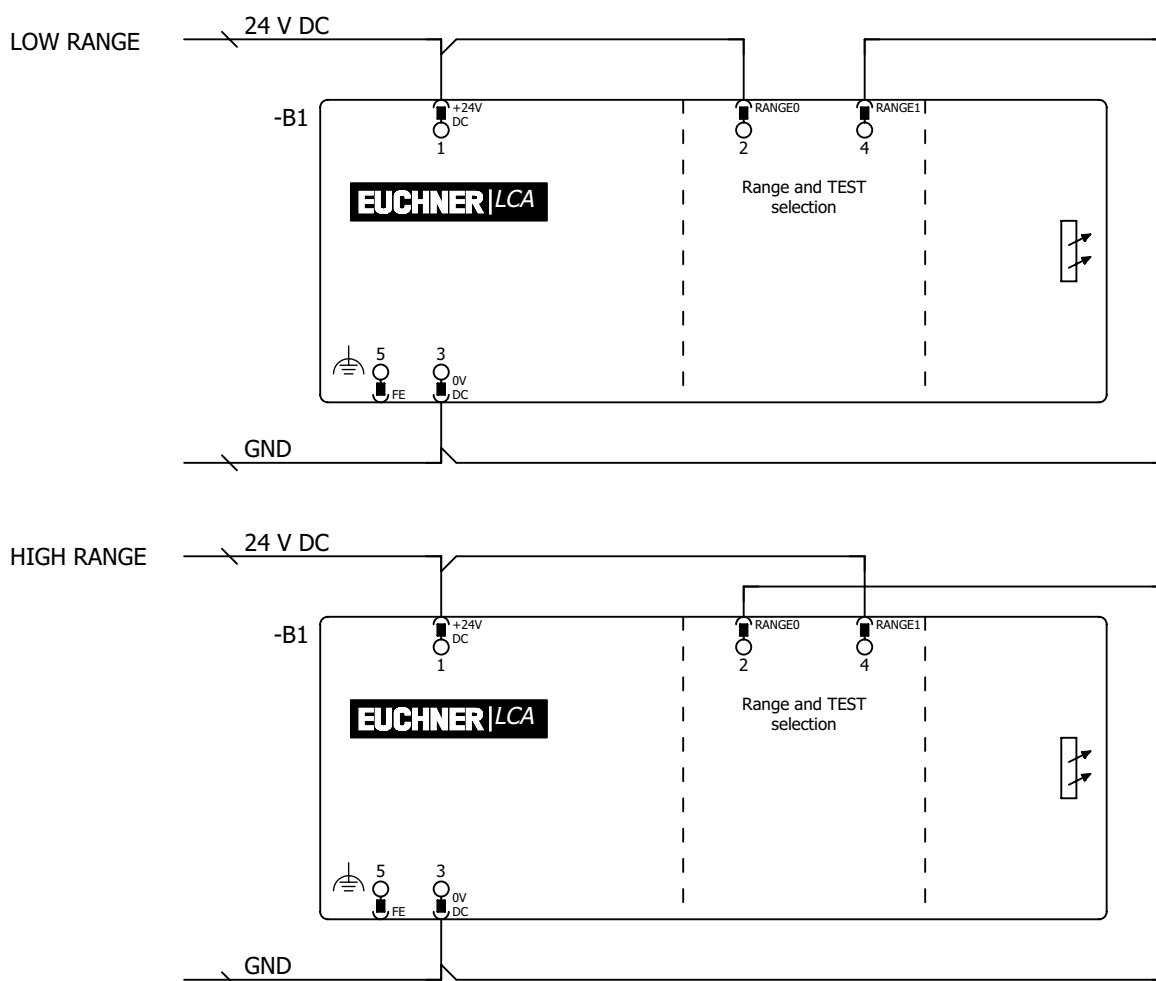 LOW RANGE
24 V DC
-B1
+24V
DC
1
RANGE0
2
RANGE1
4
EUCHNER|LCA
Range and TEST
selection
5
FE
3
0V
DC
GND
HIGH RANGE
24 V DC
-B1
+24V
DC
1
RANGE0
2
RANGE1
4
EUCHNER|LCA
Range and TEST
selection
5
FE
3
0V
DC
GND